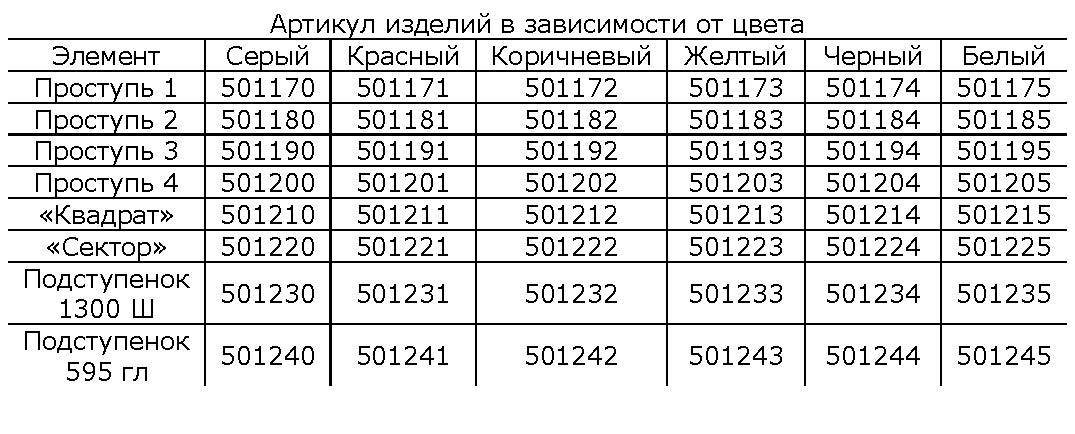 Артикул изделий в зависимости от цвета
Элемент Серый Красный Коричневый Желтый Черный Белый
Проступь 1 501170 501171 501172 501173 501174 501175
Проступь 2 501180 501181 501182 501183 501184 501185
Проступь 3 501190 501191 501192 501193 501194 501195
Проступь 4 501200 501201 501202 501203 501204 501205
«Квадрат» 501210 501211 501212 501213 501214 501215
«Сектор» 501220 501221 501222 501223 501224 501225
Подступенок
1300 Ш 501230 501231 501232 501233 501234 501235
Подступенок
595 гл 501240 501241 501242 501243 501244 501245